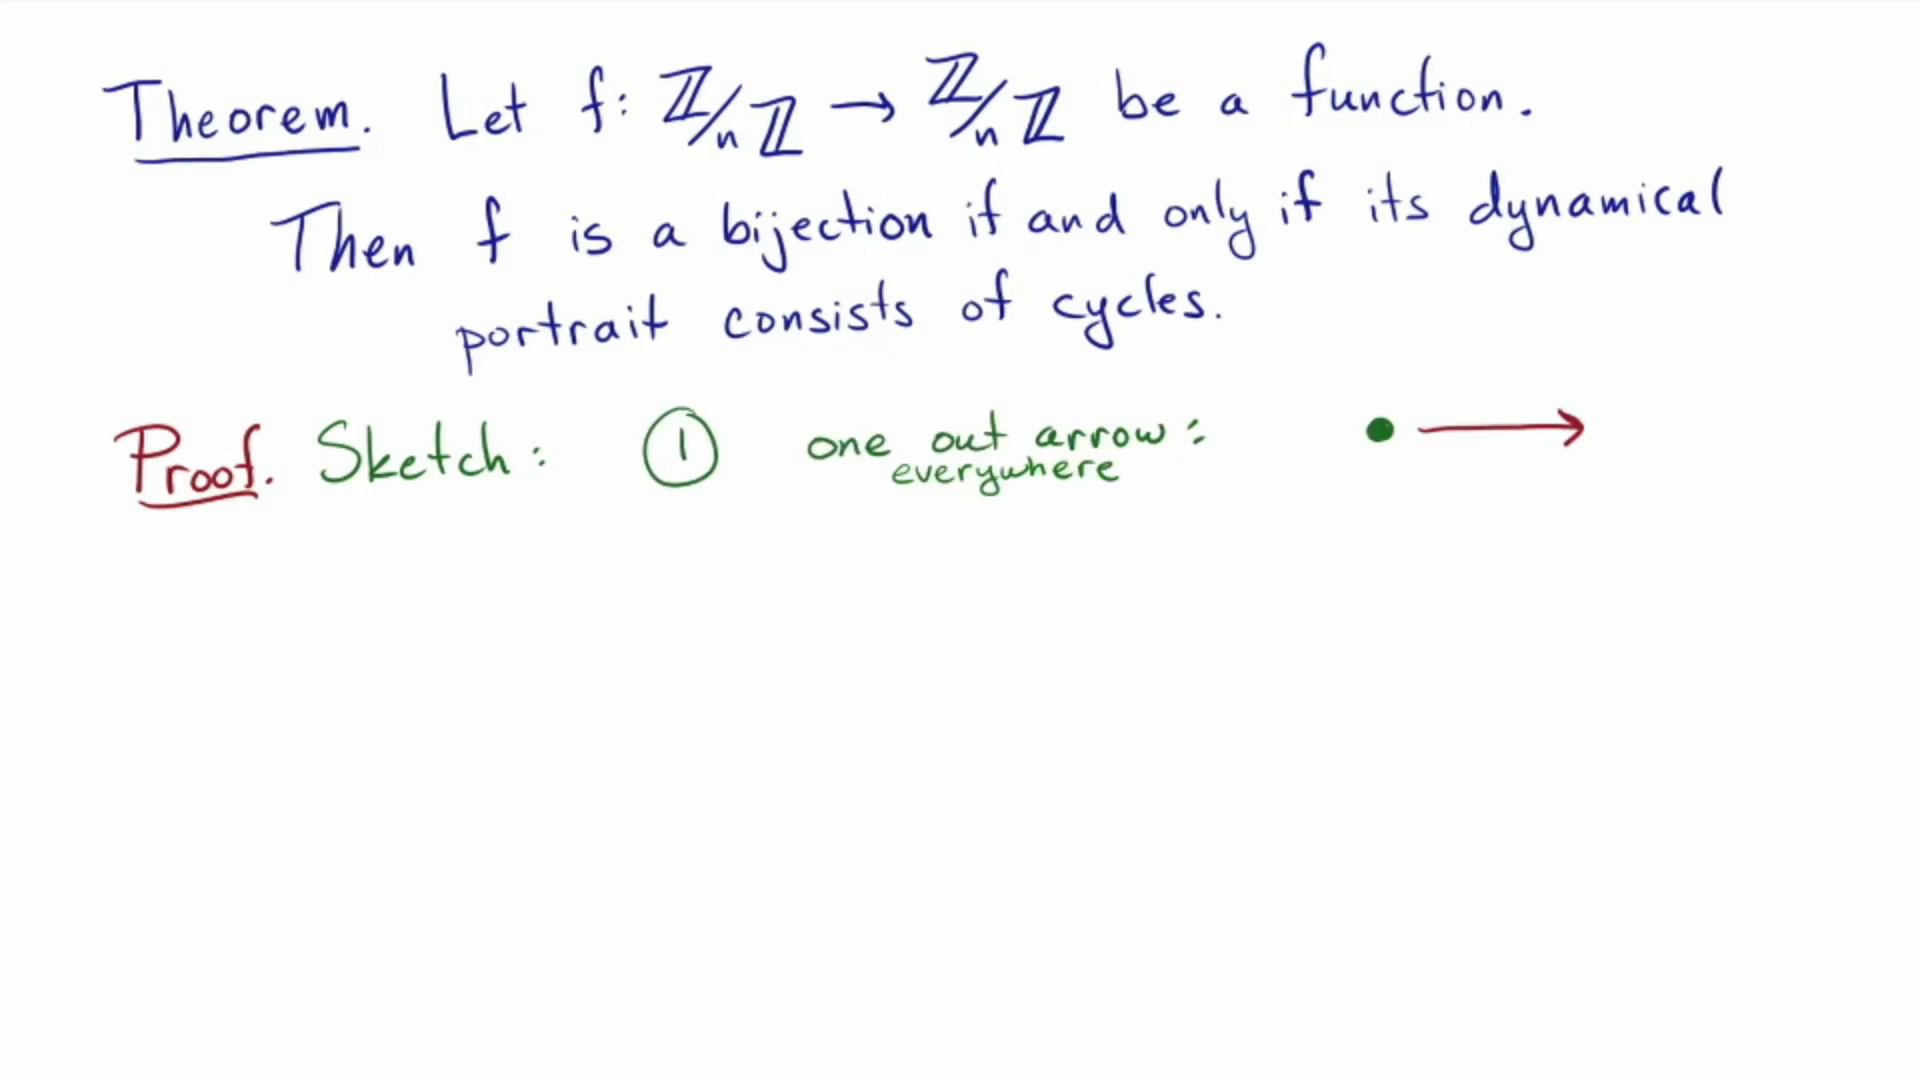 Theorem. Let f: ℤ/nℤ → ℤ/nℤ be a function.
Then f is a bijection if and only if its dynamical
portrait consists of cycles.
Proof. Sketch: ① one out arrow:
everywhere